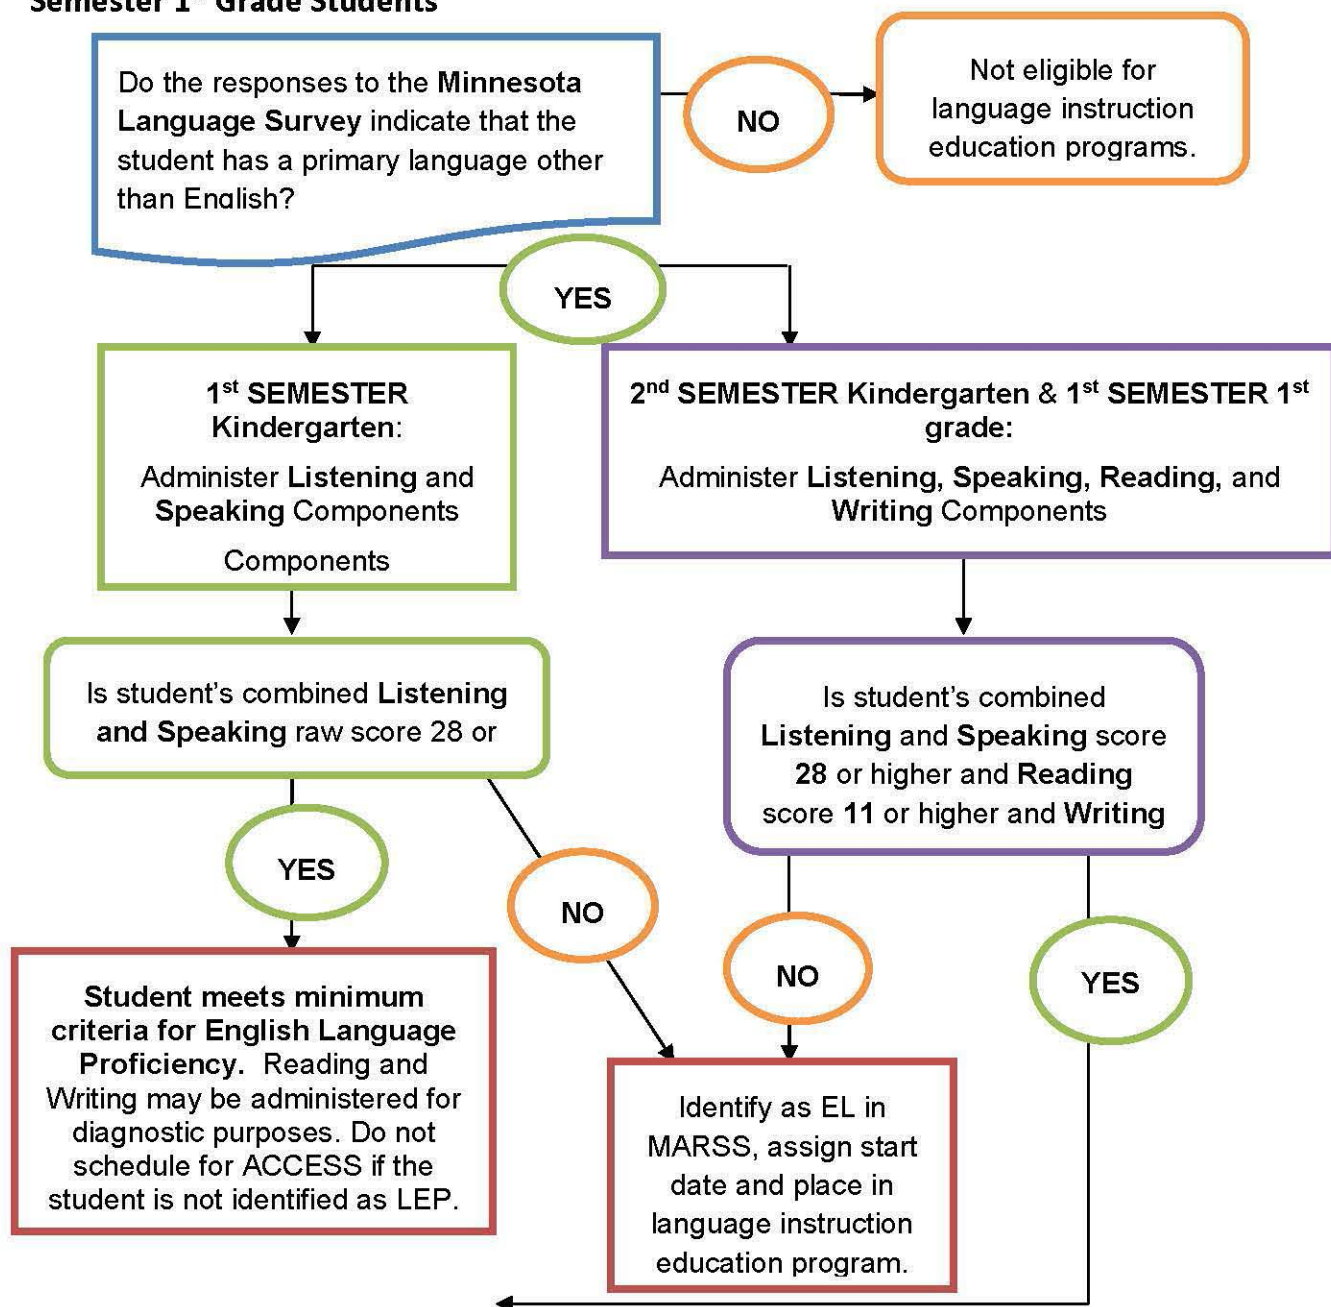 Semester 1st Grade Students
Do the responses to the Minnesota
Language Survey indicate that the
student has a primary language other
than English?
NO
Not eligible for
language instruction
education programs.
YES
1st SEMESTER
Kindergarten:
Administer Listening and
Speaking Components
Components
2nd SEMESTER Kindergarten & 1st SEMESTER 1st
grade:
Administer Listening, Speaking, Reading, and
Writing Components
Is student's combined Listening
and Speaking raw score 28 or
Is student's combined
Listening and Speaking score
28 or higher and Reading
score 11 or higher and Writing
YES
NO
NO
YES
Student meets minimum
criteria for English Language
Proficiency. Reading and
Writing may be administered for
diagnostic purposes. Do not
schedule for ACCESS if the
student is not identified as LEP.
Identify as EL in
MARSS, assign start
date and place in
language instruction
education program.